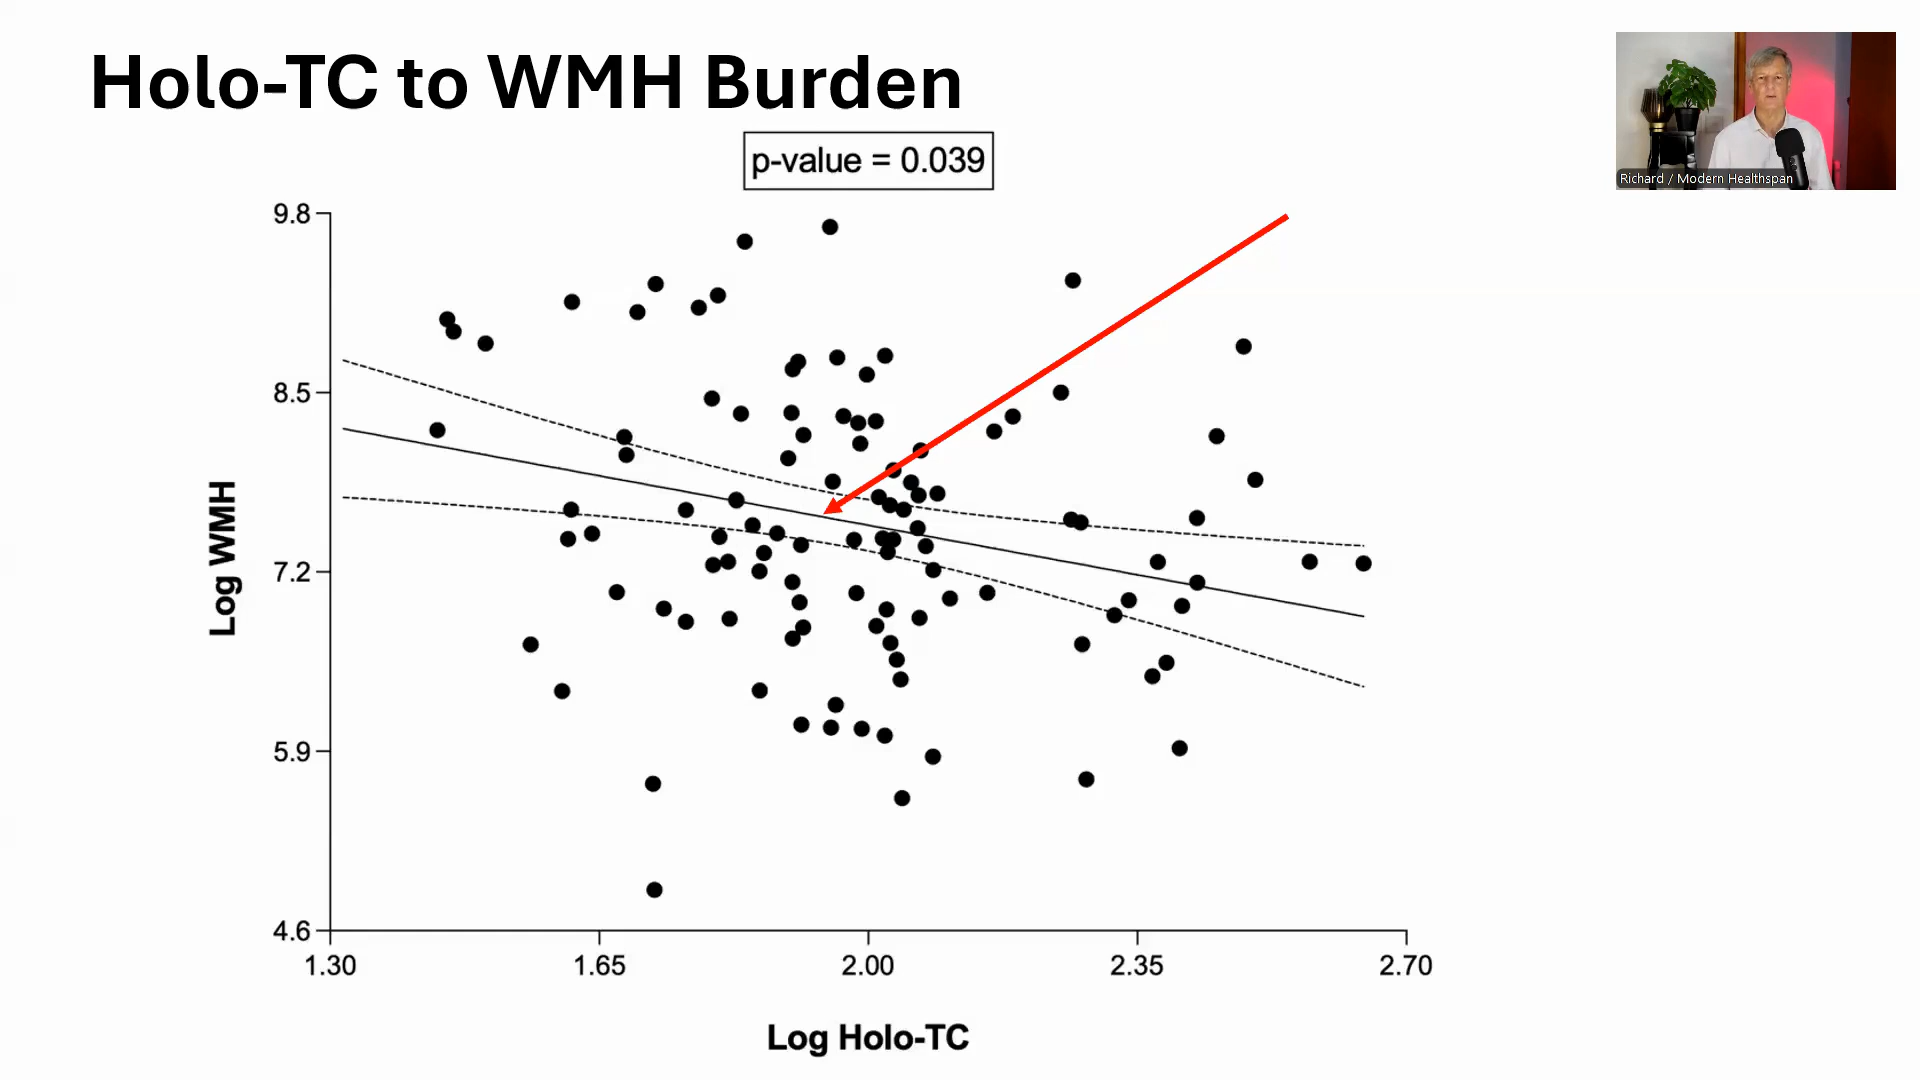 Holo-TC to WMH Burden
Richard / Modern Healthspan
p-value = 0.039
9.8
8.5
7.2
5.9
4.6
Log WMH
1.30
1.65
2.00
2.35
2.70
Log Holo-TC